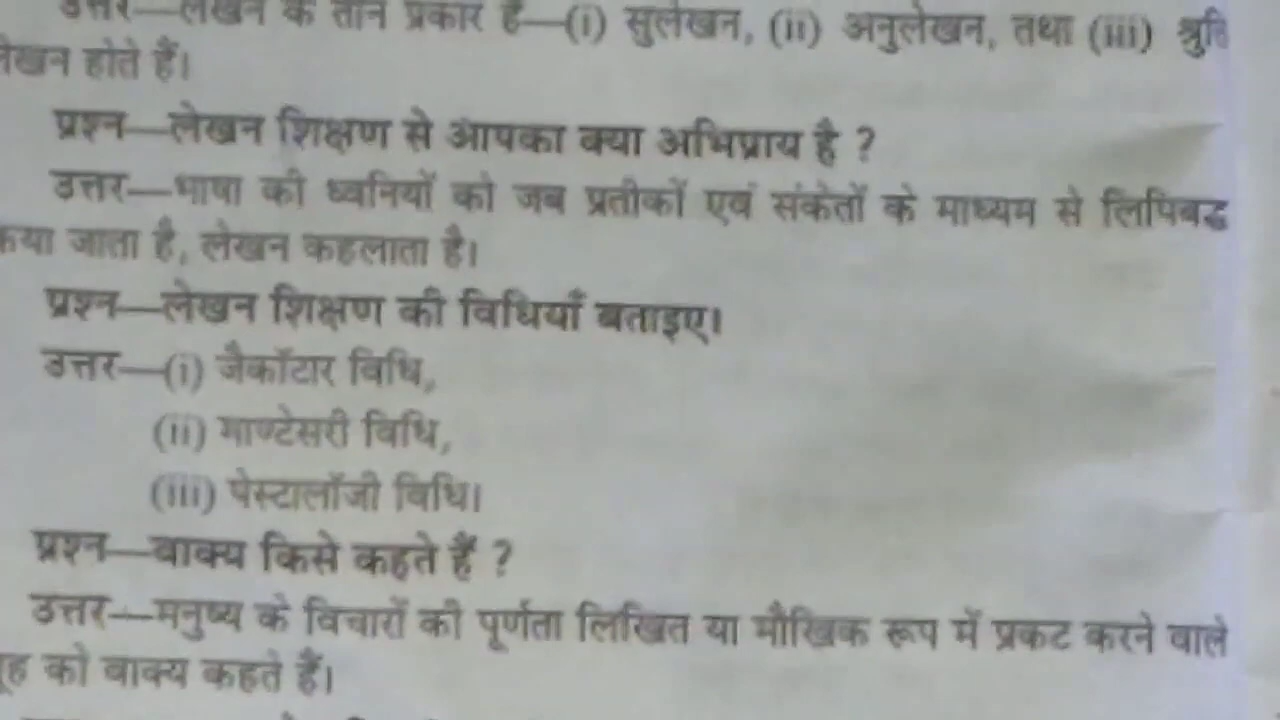 उत्तर—लेखन के तीन प्रकार हैं—(i) सुलेखन, (ii) अनुलेखन, तथा (iii) श्रुति
लेखन होते हैं।
प्रश्न—लेखन शिक्षण से आपका क्या अभिप्राय है ?
उत्तर—भाषा की ध्वनियों को जब प्रतीकों एवं संकेतों के माध्यम से लिपिबद्ध
किया जाता है, लेखन कहलाता है।
प्रश्न—लेखन शिक्षण की विधियाँ बताइए।
उत्तर—(i) जैकॉटार विधि,
(ii) माण्टेसरी विधि,
(iii) पेस्टालॉजी विधि।
प्रश्न—वाक्य किसे कहते हैं ?
उत्तर—मनुष्य के विचारों की पूर्णता लिखित या मौखिक रूप में प्रकट करने वाले
को वाक्य कहते हैं।